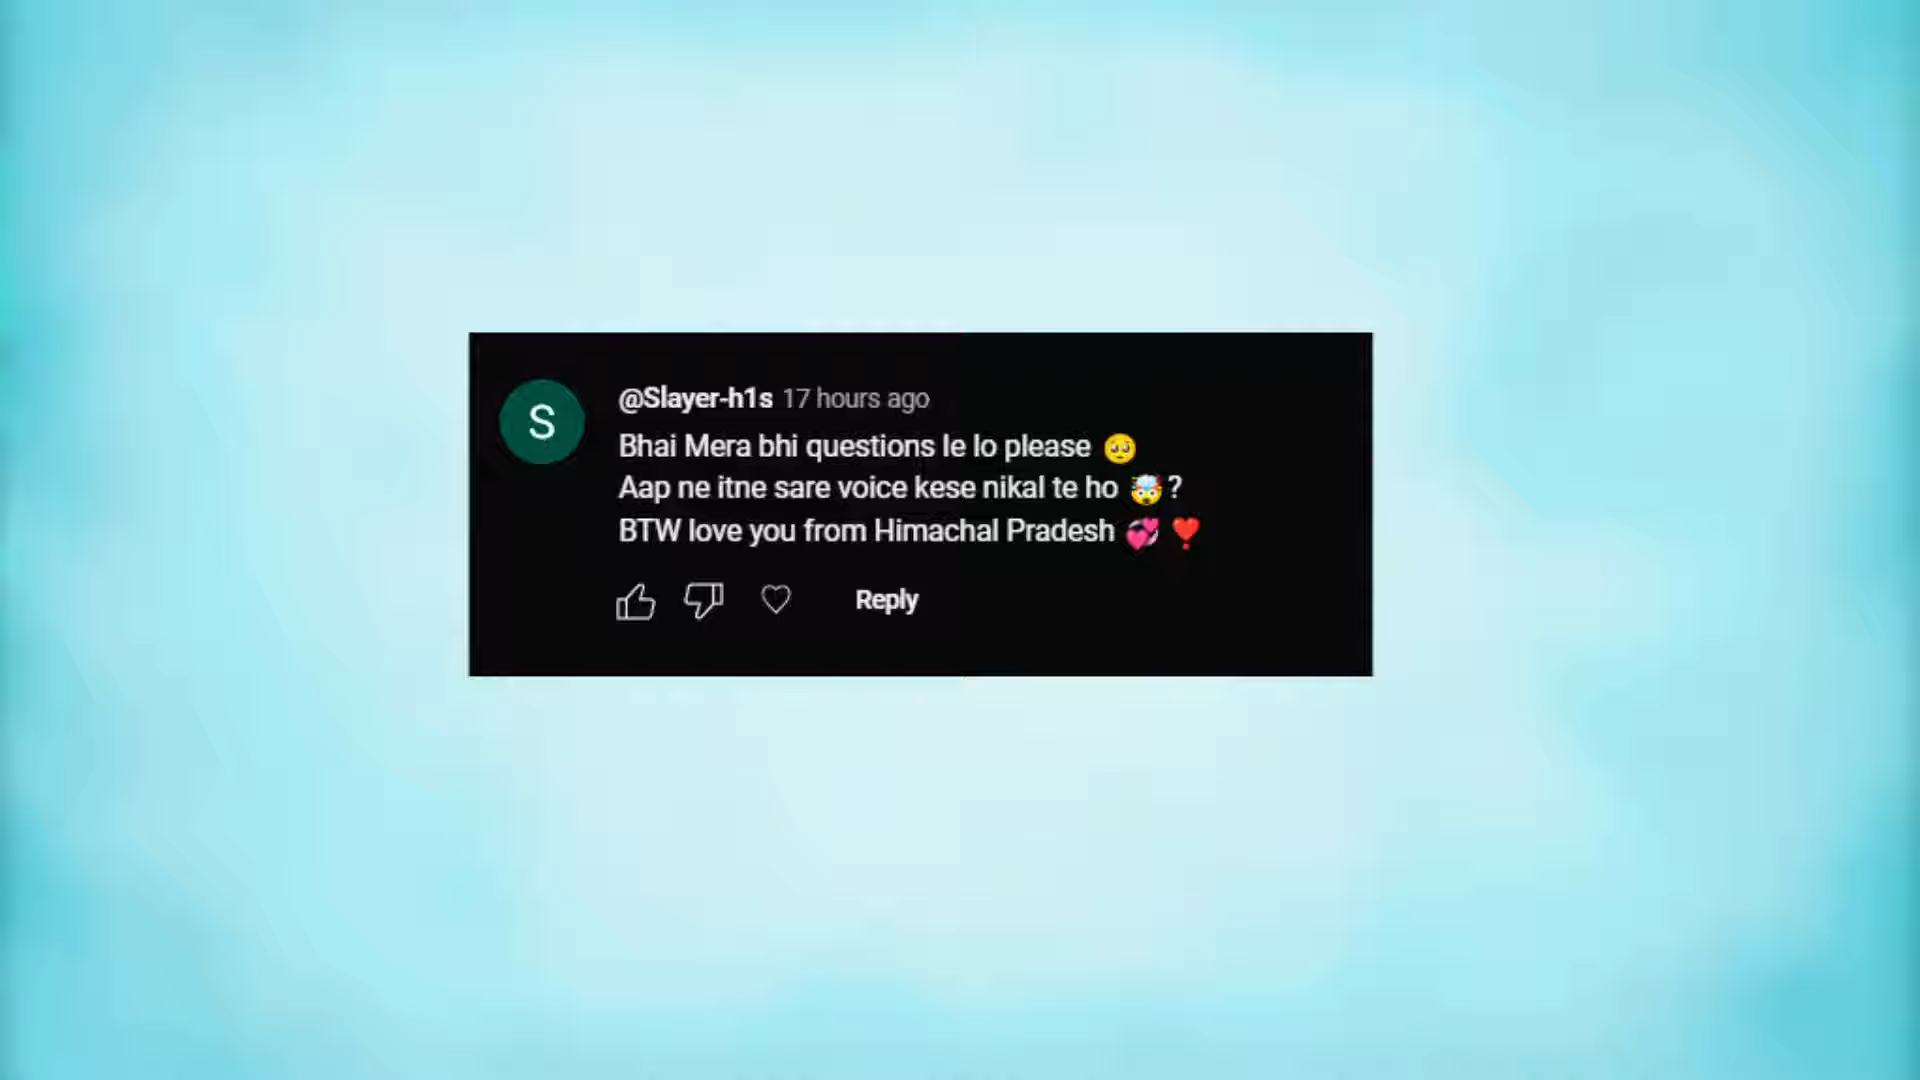 S
@Slayer-h1s 17 hours ago
Bhai Mera bhi questions le lo please 🥺
Aap ne itne sare voice kese nikal te ho 🤯?
BTW love you from Himachal Pradesh 💞 ❣️
Reply